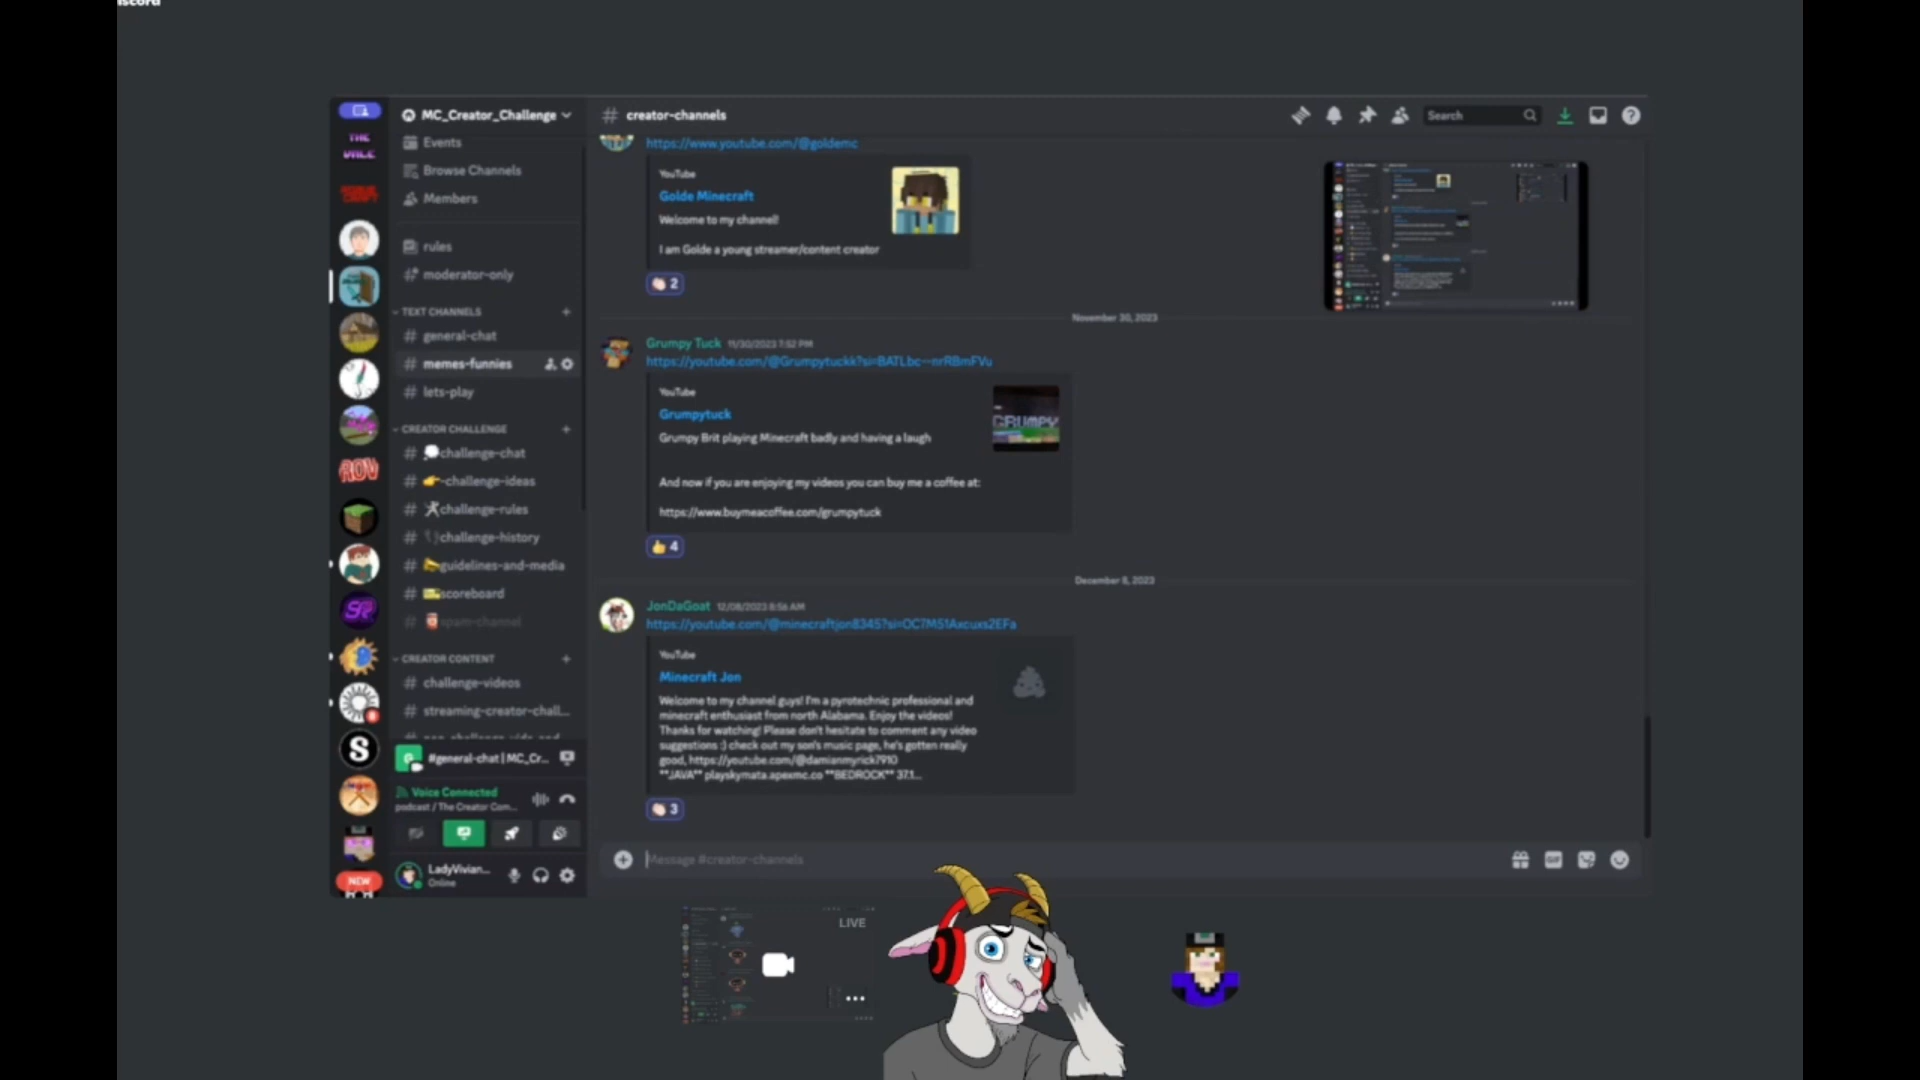 iscord
MC_Creator_Challenge
Events
Browse Channels
Members
rules
moderator-only
TEXT CHANNELS
general-chat
memes-funnies
lets-play
CREATOR CHALLENGE
challenge-chat
-challenge-ideas
challenge-rules
challenge-history
guidelines-and-media
scoreboard
spam-channel
CREATOR CONTENT
challenge-videos
streaming-creator-chall...
#general-chat | MC_Cr...
Voice Connected
podcast / The Creator Com...
LadyVivian...
Online
THE
ROV
SR
S
NEW
# creator-channels
Search
https://www.youtube.com/@goldemc
YouTube
Golde Minecraft
Welcome to my channel!
I am Golde a young streamer/content creator
2
November 30, 2023
Grumpy Tuck 11/30/2023 7:52 PM
https://youtube.com/@Grumpytuckk?si=BATLbc--nrRBmFVu
YouTube
Grumpytuck
GRUMPY
Grumpy Brit playing Minecraft badly and having a laugh
And now if you are enjoying my videos you can buy me a coffee at:
https://www.buymeacoffee.com/grumpytuck
4
December 8, 2023
JonDaGoat 12/08/2023 8:56 AM
https://youtube.com/@minecraftjon8345?si=OC7M51Axcuxs2EFa
YouTube
Minecraft Jon
Welcome to my channel guys! I'm a pyrotechnic professional and
minecraft enthusiast from north Alabama. Enjoy the videos!
Thanks for watching! Please don't hesitate to comment any video
suggestions :) check out my son's music page, he's gotten really
good, https://youtube.com/@damianmyrick7910
**JAVA** playskymata.apexmc.co **BEDROCK** 37.1...
3
Message #creator-channels
GIF
LIVE